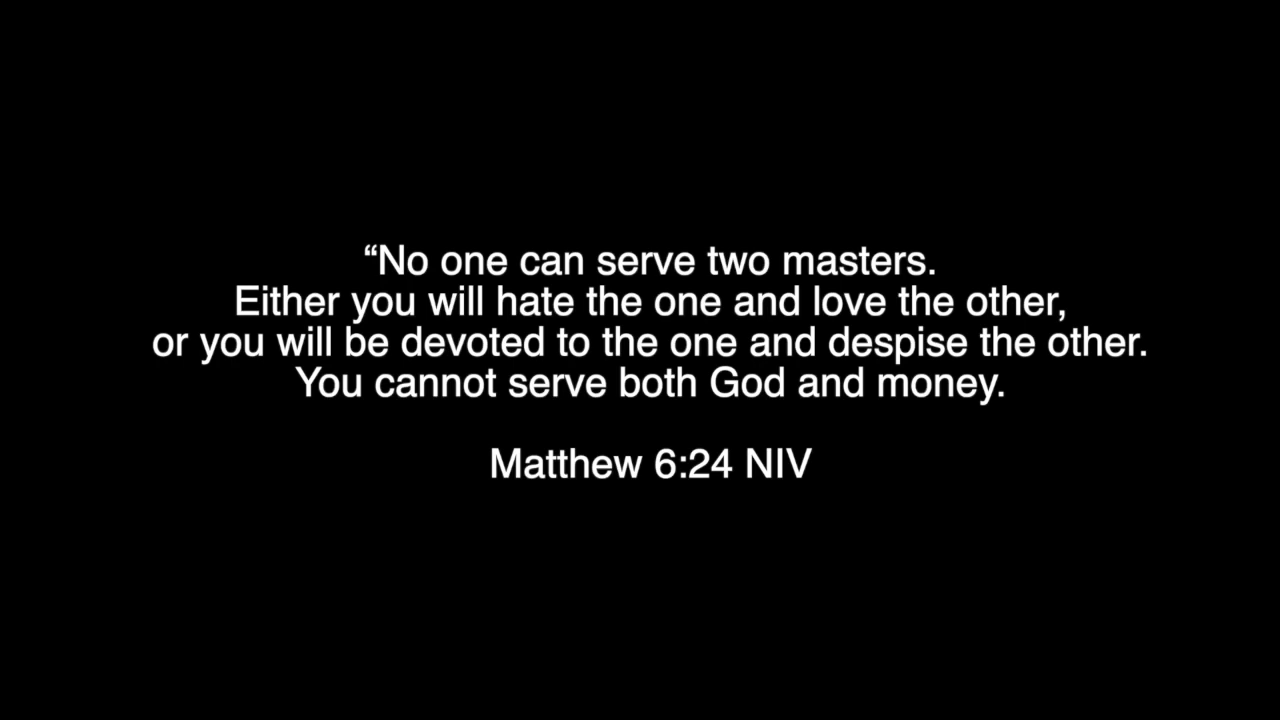 “No one can serve two masters.
Either you will hate the one and love the other,
or you will be devoted to the one and despise the other.
You cannot serve both God and money.
Matthew 6:24 NIV